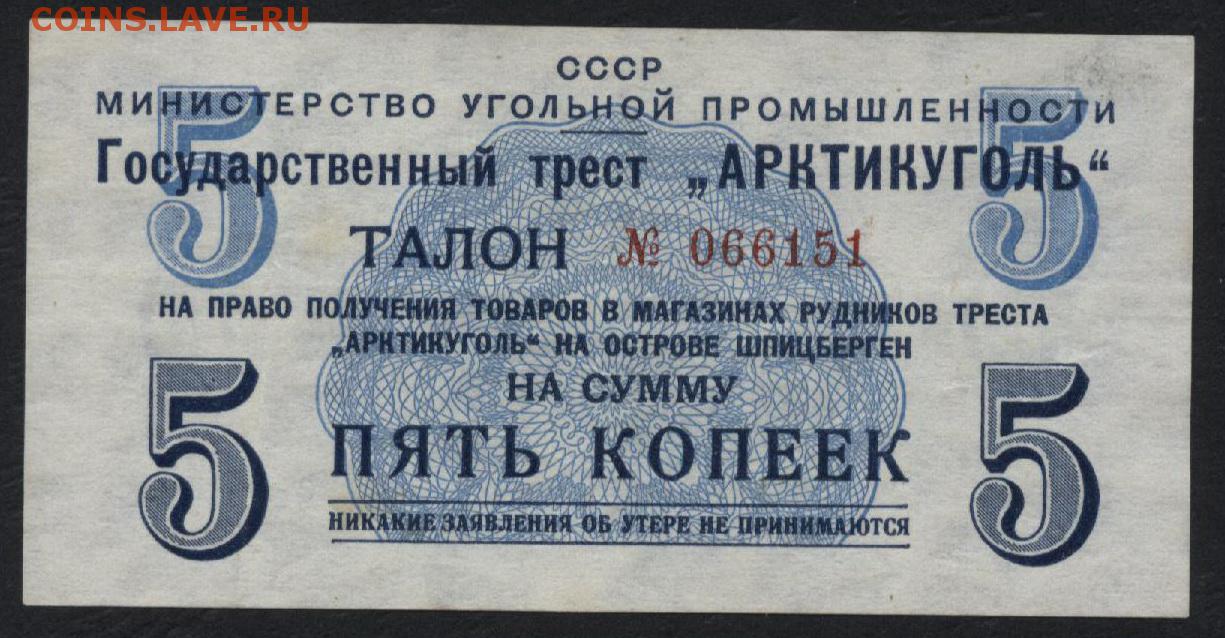 COINS.LAVE.RU
СССР
МИНИСТЕРСТВО УГОЛЬНОЙ ПРОМЫШЛЕННОСТИ
5 5
Государственный трест „АРКТИКУГОЛЬ“
ТАЛОН № 066151
НА ПРАВО ПОЛУЧЕНИЯ ТОВАРОВ В МАГАЗИНАХ РУДНИКОВ ТРЕСТА
„АРКТИКУГОЛЬ“ НА ОСТРОВЕ ШПИЦБЕРГЕН
НА СУММУ
5 ПЯТЬ КОПЕЕК 5
НИКАКИЕ ЗАЯВЛЕНИЯ ОБ УТЕРЕ НЕ ПРИНИМАЮТСЯ